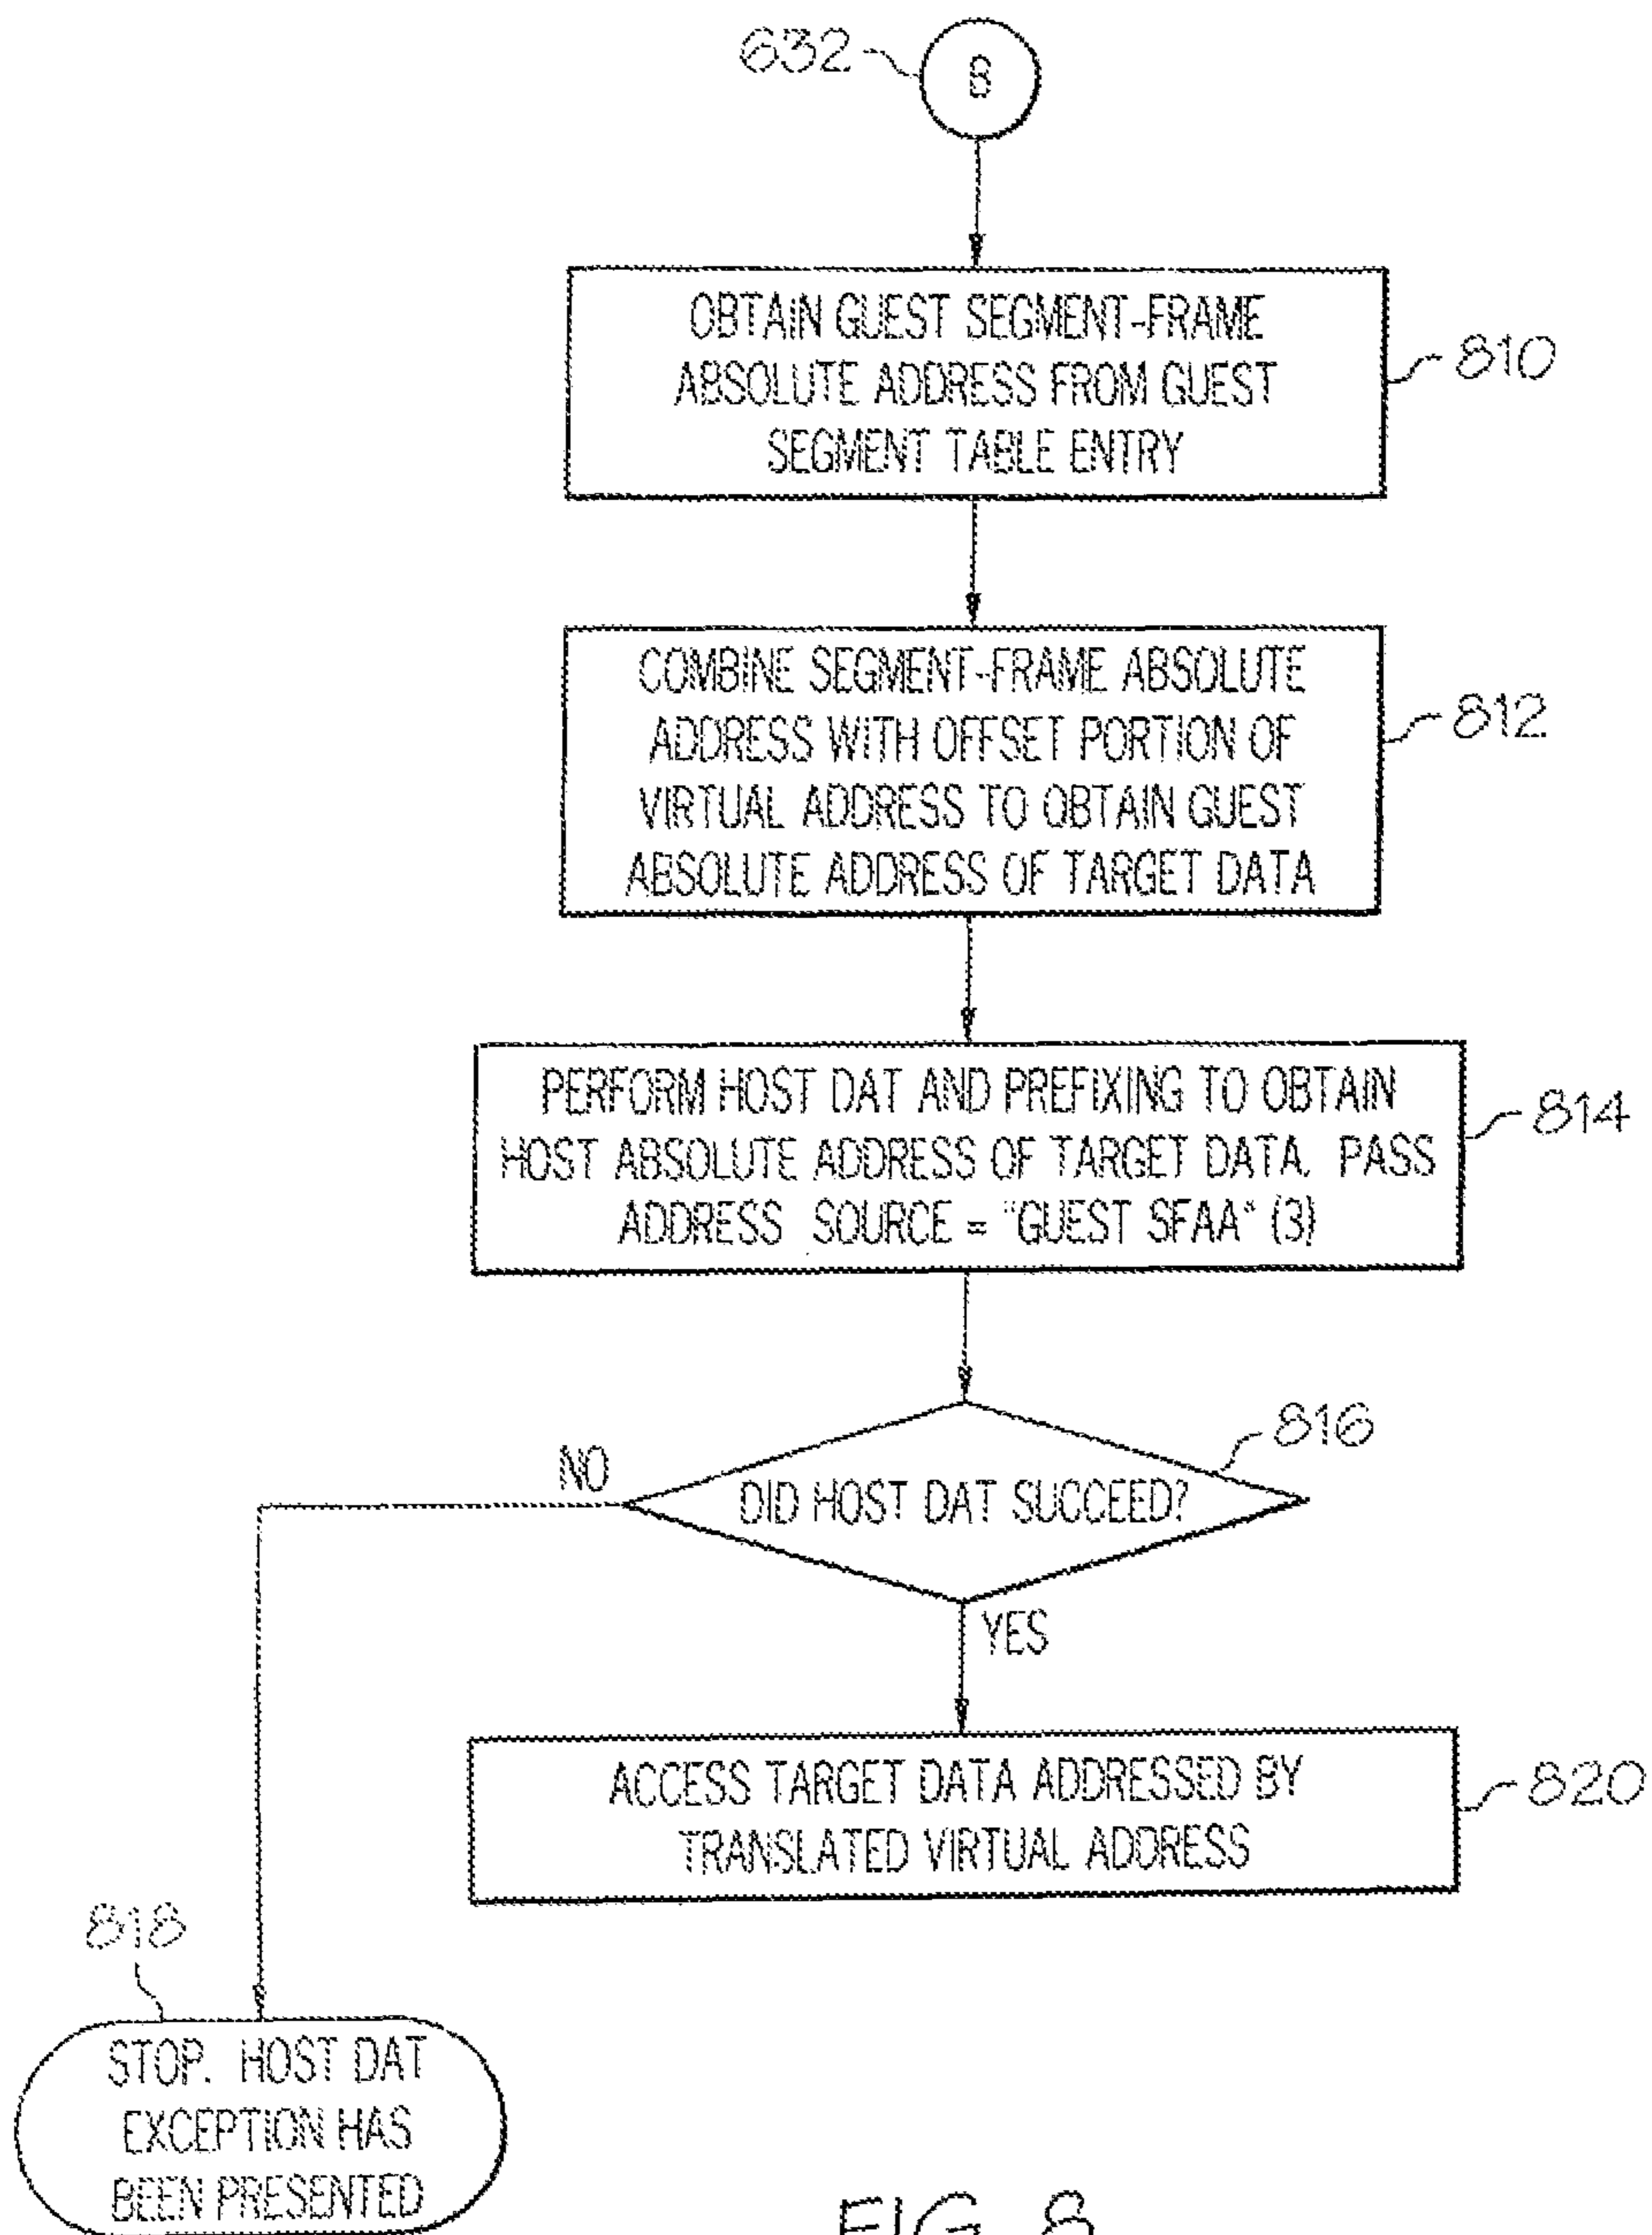 632
B
OBTAIN GUEST SEGMENT-FRAME
ABSOLUTE ADDRESS FROM GUEST
SEGMENT TABLE ENTRY
810
COMBINE SEGMENT-FRAME ABSOLUTE
ADDRESS WITH OFFSET PORTION OF
VIRTUAL ADDRESS TO OBTAIN GUEST
ABSOLUTE ADDRESS OF TARGET DATA
812
PERFORM HOST DAT AND PREFIXING TO OBTAIN
HOST ABSOLUTE ADDRESS OF TARGET DATA. PASS
ADDRESS SOURCE = "GUEST SFAA" (3)
814
816
NO
DID HOST DAT SUCCEED?
YES
ACCESS TARGET DATA ADDRESSED BY
TRANSLATED VIRTUAL ADDRESS
820
818
STOP. HOST DAT
EXCEPTION HAS
BEEN PRESENTED
FIG. 8